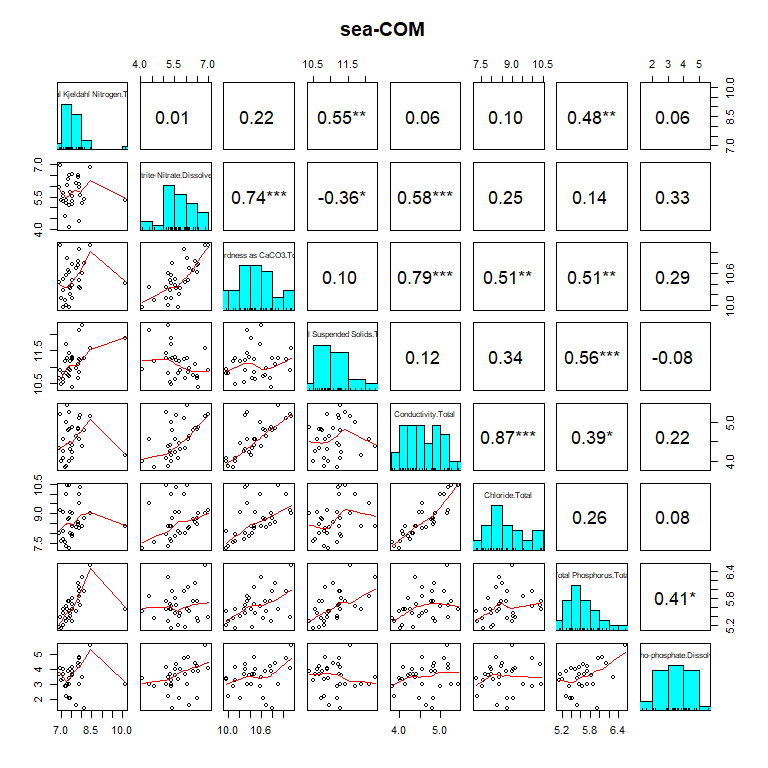 sea-COM
4.0 5.5 7.0
10.5 11.5
7.5 9.0 10.5
2 3 4 5
l Kjeldahl Nitrogen.T
0.01
0.22
0.55**
0.06
0.10
0.48**
0.06
7.0 8.5 10.0
4.0 5.5 7.0
trite-Nitrate.Dissolve
0.74***
-0.36*
0.58***
0.25
0.14
0.33
rdness as CaCO3.To
0.10
0.79***
0.51**
0.51**
0.29
10.0 10.6
10.5 11.5
l Suspended Solids.T
0.12
0.34
0.56***
-0.08
Conductivity.Total
0.87***
0.39*
0.22
4.0 5.0
7.5 9.0 10.5
Chloride.Total
0.26
0.08
otal Phosphorus.Tota
0.41*
5.2 5.8 6.4
2 3 4 5
ho-phosphate.Dissol
7.0 8.5 10.0
10.0 10.6
4.0 5.0
5.2 5.8 6.4